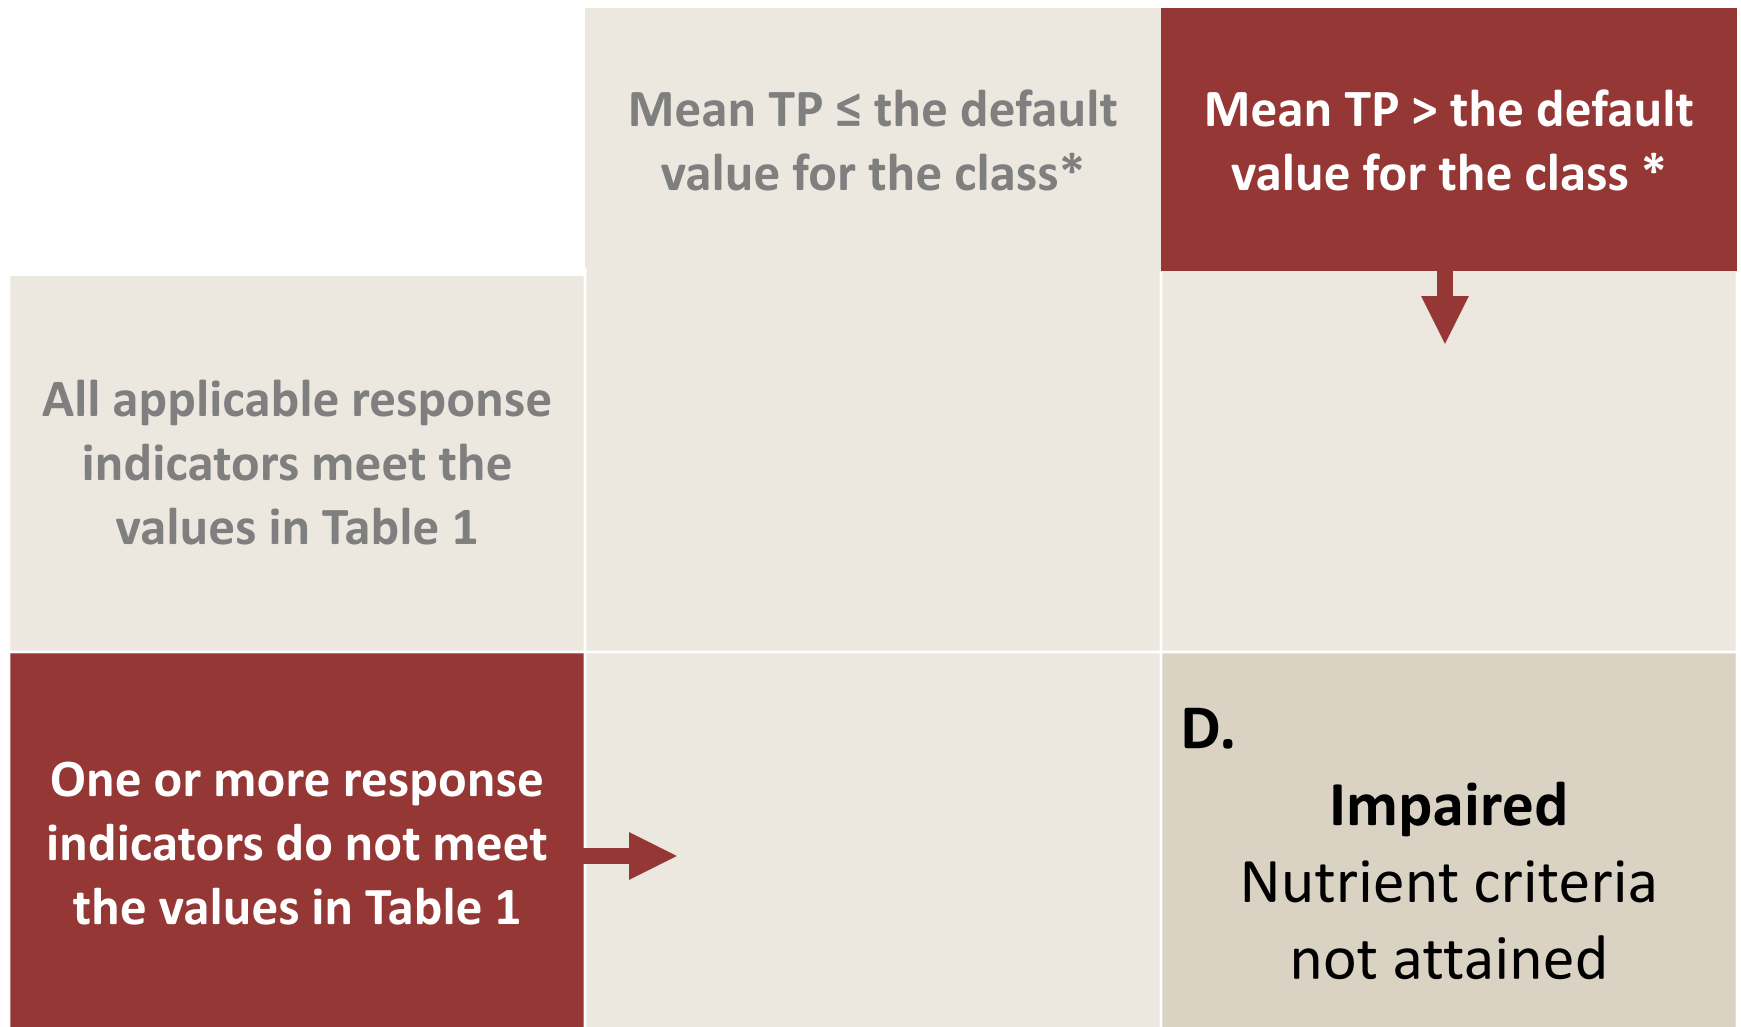 Mean TP ≤ the default
value for the class*
Mean TP > the default
value for the class *
All applicable response
indicators meet the
values in Table 1
One or more response
indicators do not meet
the values in Table 1
D.
Impaired
Nutrient criteria
not attained